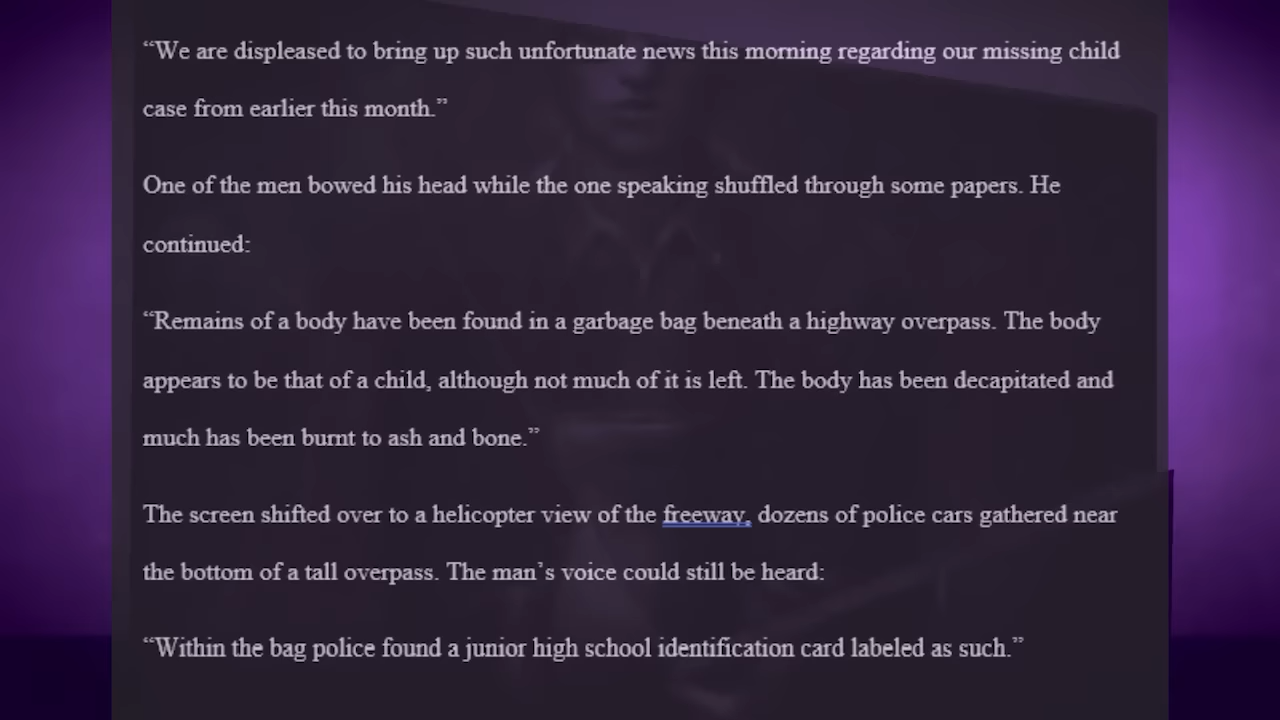 “We are displeased to bring up such unfortunate news this morning regarding our missing child
case from earlier this month.”
One of the men bowed his head while the one speaking shuffled through some papers. He
continued:
“Remains of a body have been found in a garbage bag beneath a highway overpass. The body
appears to be that of a child, although not much of it is left. The body has been decapitated and
much has been burnt to ash and bone.”
The screen shifted over to a helicopter view of the freeway, dozens of police cars gathered near
the bottom of a tall overpass. The man’s voice could still be heard:
“Within the bag police found a junior high school identification card labeled as such.”